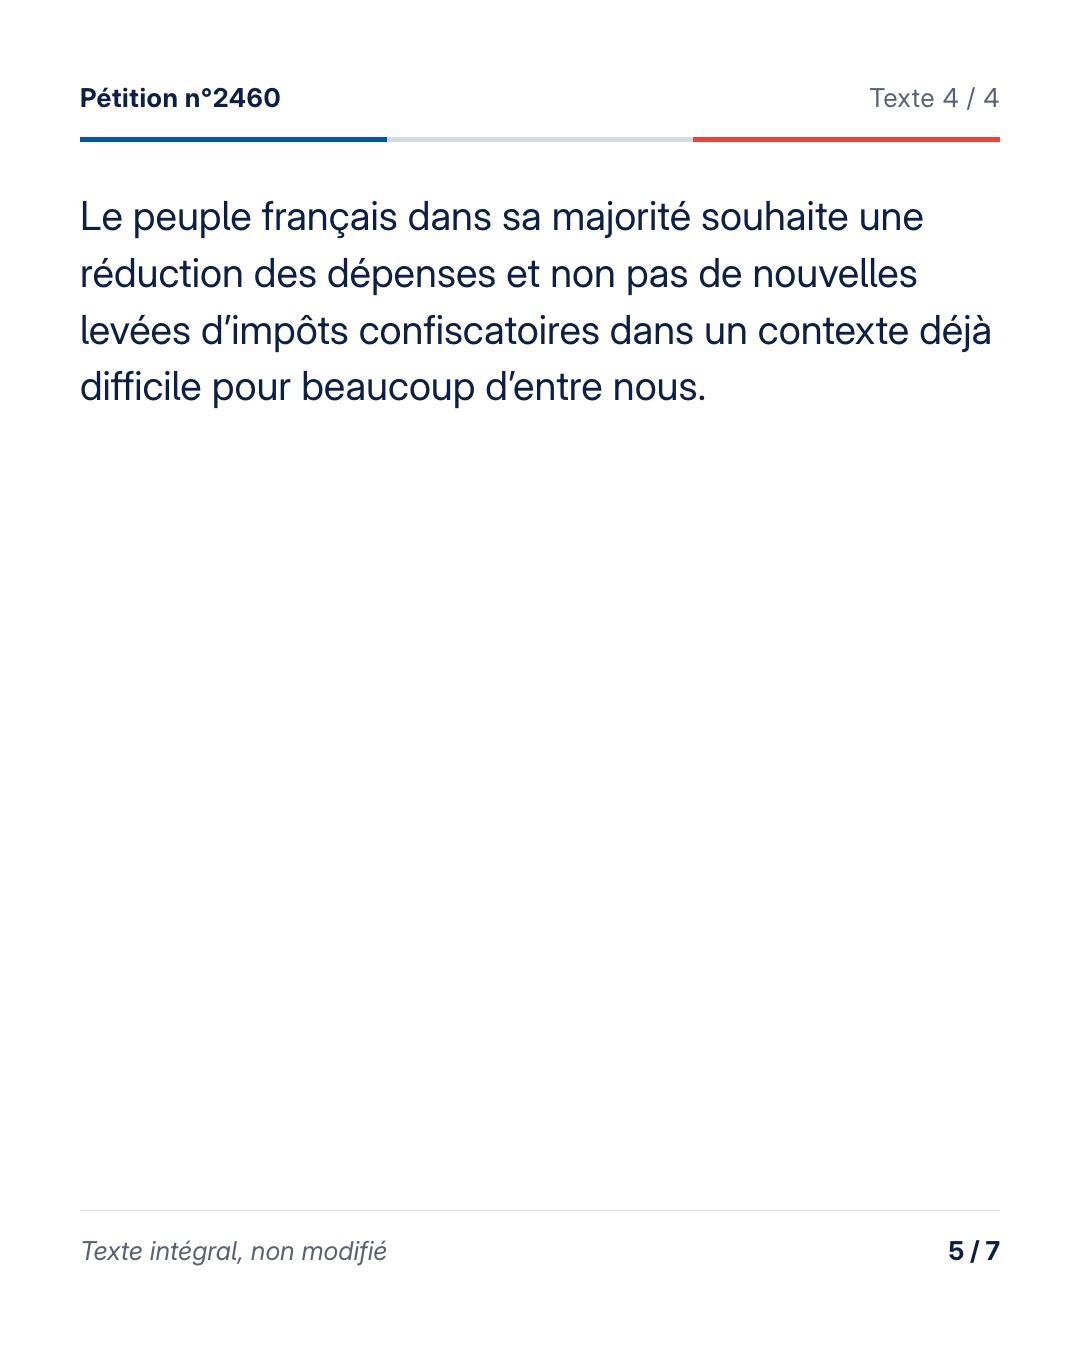 Pétition n°2460
Texte 4 / 4
Le peuple français dans sa majorité souhaite une
réduction des dépenses et non pas de nouvelles
levées d’impôts confiscatoires dans un contexte déjà
difficile pour beaucoup d’entre nous.
Texte intégral, non modifié
5 / 7